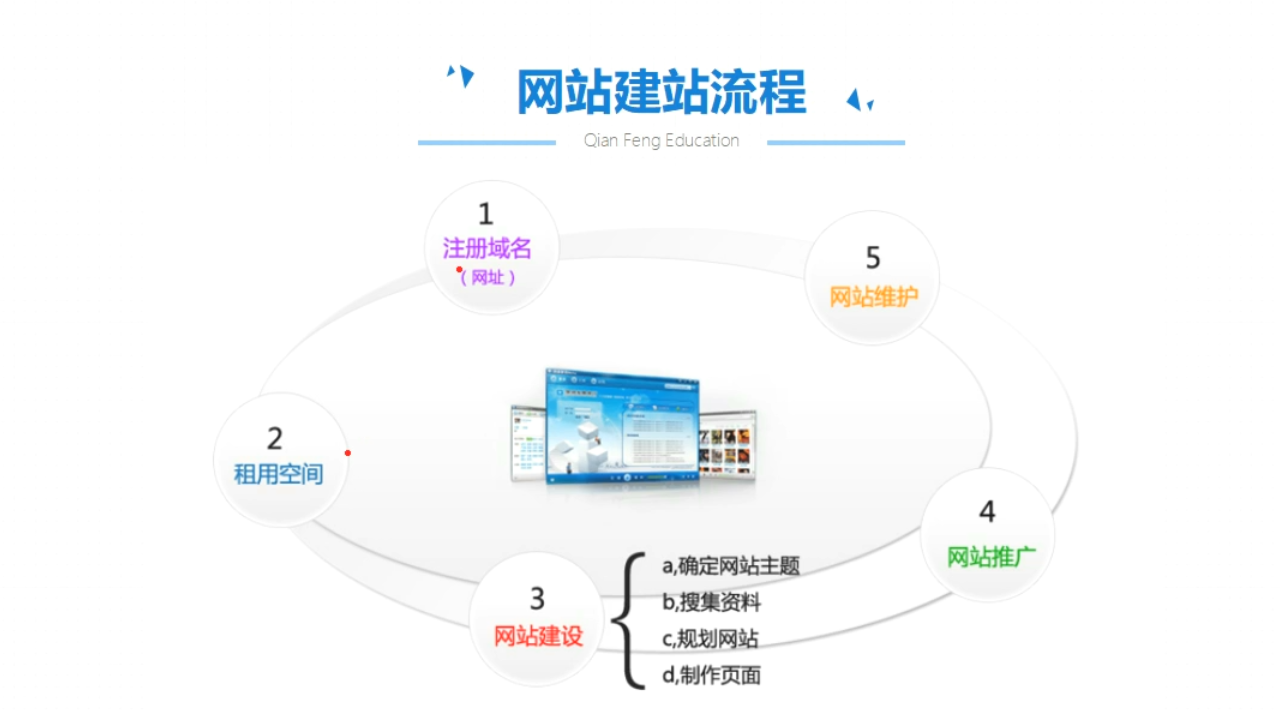 网站建站流程
Qian Feng Education
1
注册域名
（网址）
2
租用空间
3
网站建设
a,确定网站主题
b,搜集资料
c,规划网站
d,制作页面
4
网站推广
5
网站维护